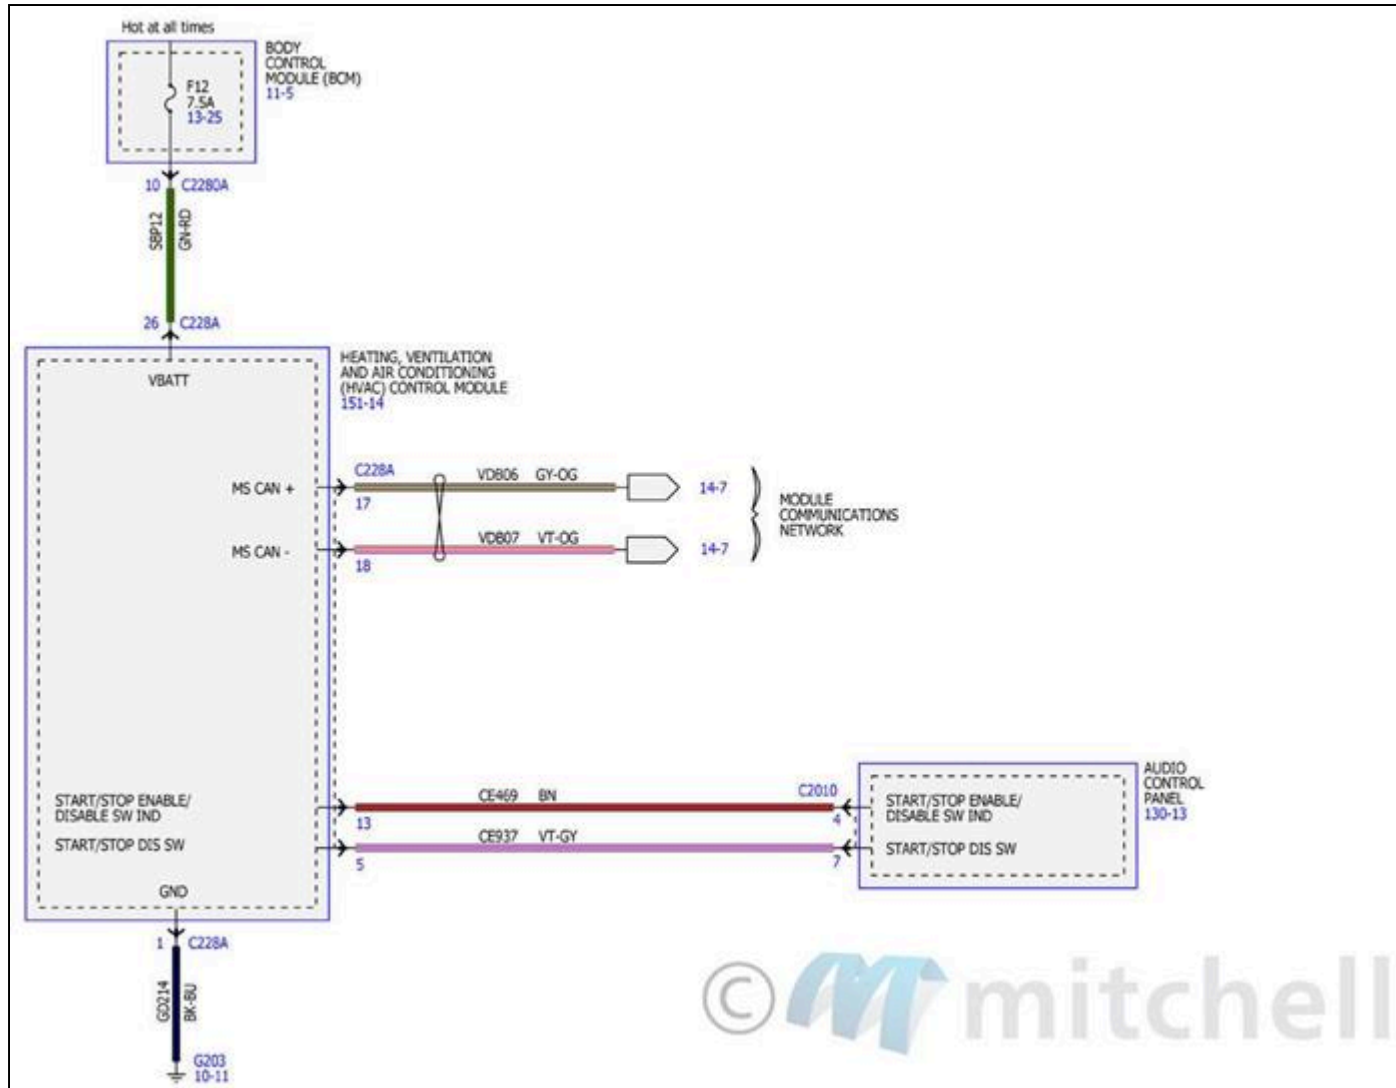 Hot at all times
BODY
CONTROL
MODULE (BCM)
11-5
F12
7.5A
13-25
10 C2280A
SBP12
GN-RD
26 C228A
VBATT
HEATING, VENTILATION
AND AIR CONDITIONING
(HVAC) CONTROL MODULE
151-14
MS CAN +
C228A
17
VDB06 GY-OG
14-7
MS CAN -
18
VDB07 VT-OG
14-7
MODULE
COMMUNICATIONS
NETWORK
START/STOP ENABLE/
DISABLE SW IND
13
CE469 BN
C2010
4
START/STOP ENABLE/
DISABLE SW IND
AUDIO
CONTROL
PANEL
130-13
START/STOP DIS SW
5
CE937 VT-GY
7
START/STOP DIS SW
GND
1 C228A
GD214
BK-BU
G203
10-11
© mitchell